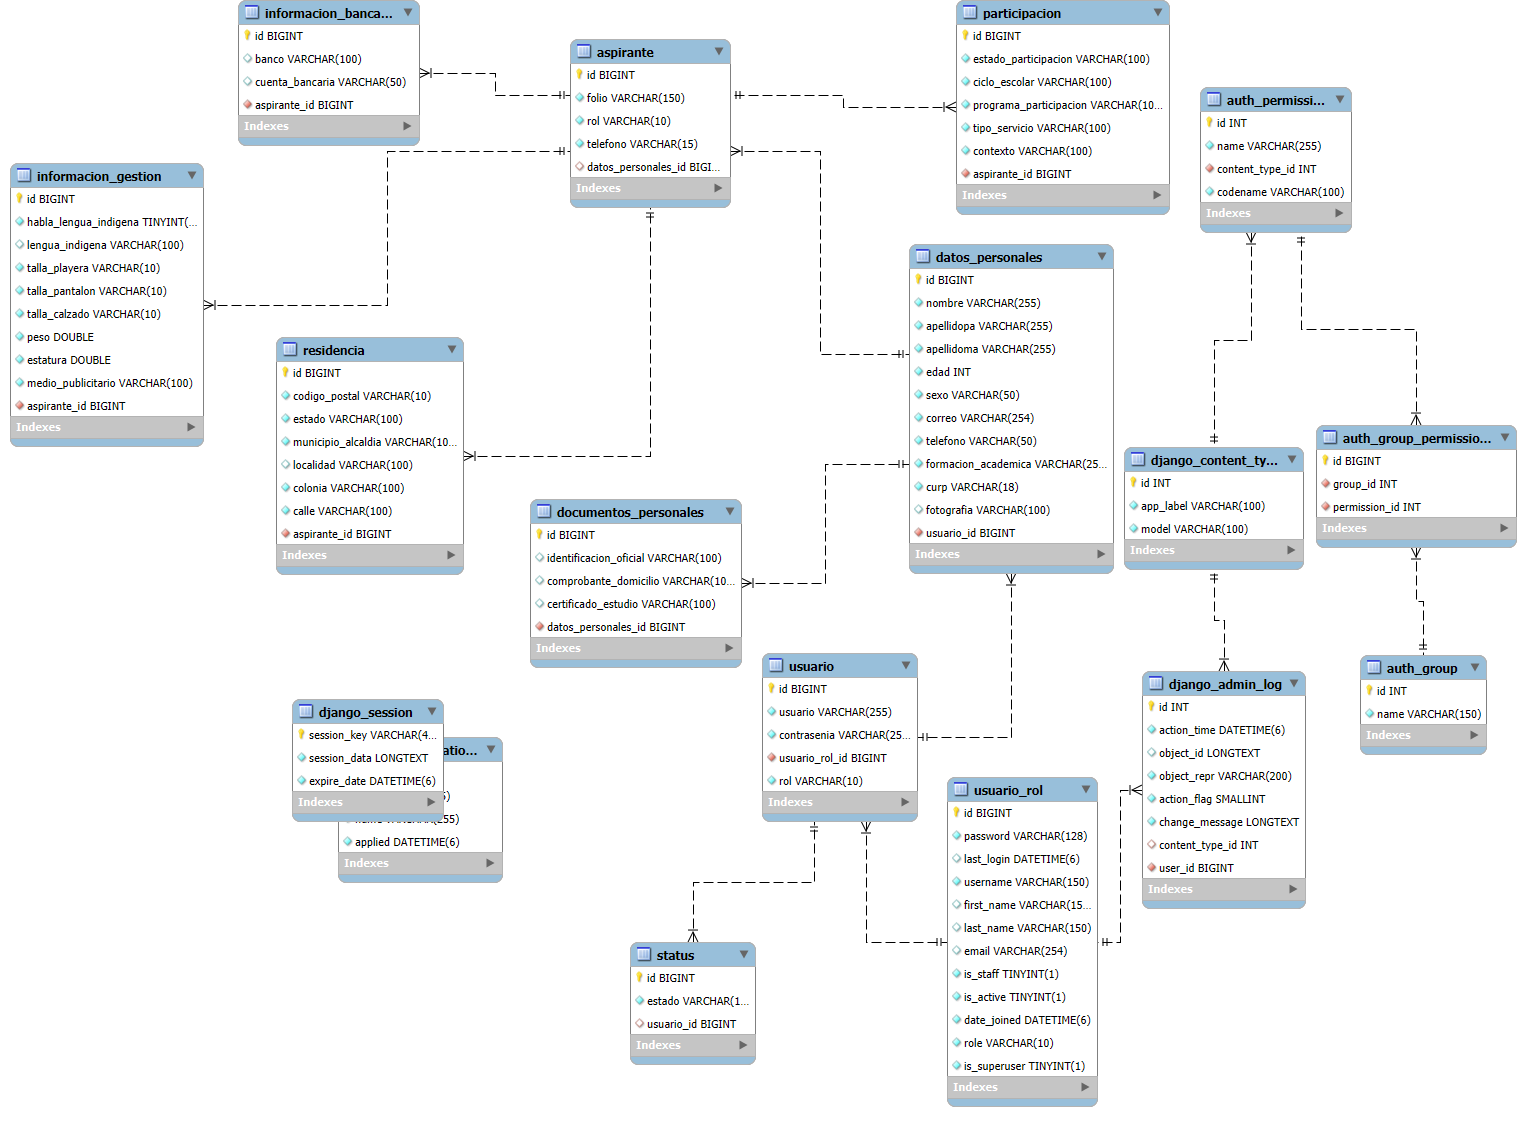 informacion_banca...
id BIGINT
banco VARCHAR(100)
cuenta_bancaria VARCHAR(50)
aspirante_id BIGINT
Indexes
aspirante
id BIGINT
folio VARCHAR(150)
rol VARCHAR(10)
telefono VARCHAR(15)
datos_personales_id BIGI...
Indexes
participacion
id BIGINT
estado_participacion VARCHAR(100)
ciclo_escolar VARCHAR(100)
programa_participacion VARCHAR(10...
tipo_servicio VARCHAR(100)
contexto VARCHAR(100)
aspirante_id BIGINT
Indexes
auth_permissi...
id INT
name VARCHAR(255)
content_type_id INT
codename VARCHAR(100)
Indexes
informacion_gestion
id BIGINT
habla_lengua_indigena TINYINT(...
lengua_indigena VARCHAR(100)
talla_playera VARCHAR(10)
talla_pantalon VARCHAR(10)
talla_calzado VARCHAR(10)
peso DOUBLE
estatura DOUBLE
medio_publicitario VARCHAR(100)
aspirante_id BIGINT
Indexes
residencia
id BIGINT
codigo_postal VARCHAR(10)
estado VARCHAR(100)
municipio_alcaldia VARCHAR(10...
localidad VARCHAR(100)
colonia VARCHAR(100)
calle VARCHAR(100)
aspirante_id BIGINT
Indexes
datos_personales
id BIGINT
nombre VARCHAR(255)
apellidopa VARCHAR(255)
apellidoma VARCHAR(255)
edad INT
sexo VARCHAR(50)
correo VARCHAR(254)
telefono VARCHAR(50)
formacion_academica VARCHAR(25...
curp VARCHAR(18)
fotografia VARCHAR(100)
usuario_id BIGINT
Indexes
django_content_ty...
id INT
app_label VARCHAR(100)
model VARCHAR(100)
Indexes
auth_group_permissio...
id BIGINT
group_id INT
permission_id INT
Indexes
documentos_personales
id BIGINT
identificacion_oficial VARCHAR(100)
comprobante_domicilio VARCHAR(10...
certificado_estudio VARCHAR(100)
datos_personales_id BIGINT
Indexes
usuario
id BIGINT
usuario VARCHAR(255)
contrasenia VARCHAR(25...
usuario_rol_id BIGINT
rol VARCHAR(10)
Indexes
django_admin_log
id INT
action_time DATETIME(6)
object_id LONGTEXT
object_repr VARCHAR(200)
action_flag SMALLINT
change_message LONGTEXT
content_type_id INT
user_id BIGINT
Indexes
auth_group
id INT
name VARCHAR(150)
Indexes
django_session
session_key VARCHAR(4...
session_data LONGTEXT
expire_date DATETIME(6)
Indexes
atio...
5)
applied DATETIME(6)
Indexes
usuario_rol
id BIGINT
password VARCHAR(128)
last_login DATETIME(6)
username VARCHAR(150)
first_name VARCHAR(15...
last_name VARCHAR(150)
email VARCHAR(254)
is_staff TINYINT(1)
is_active TINYINT(1)
date_joined DATETIME(6)
role VARCHAR(10)
is_superuser TINYINT(1)
Indexes
status
id BIGINT
estado VARCHAR(1...
usuario_id BIGINT
Indexes